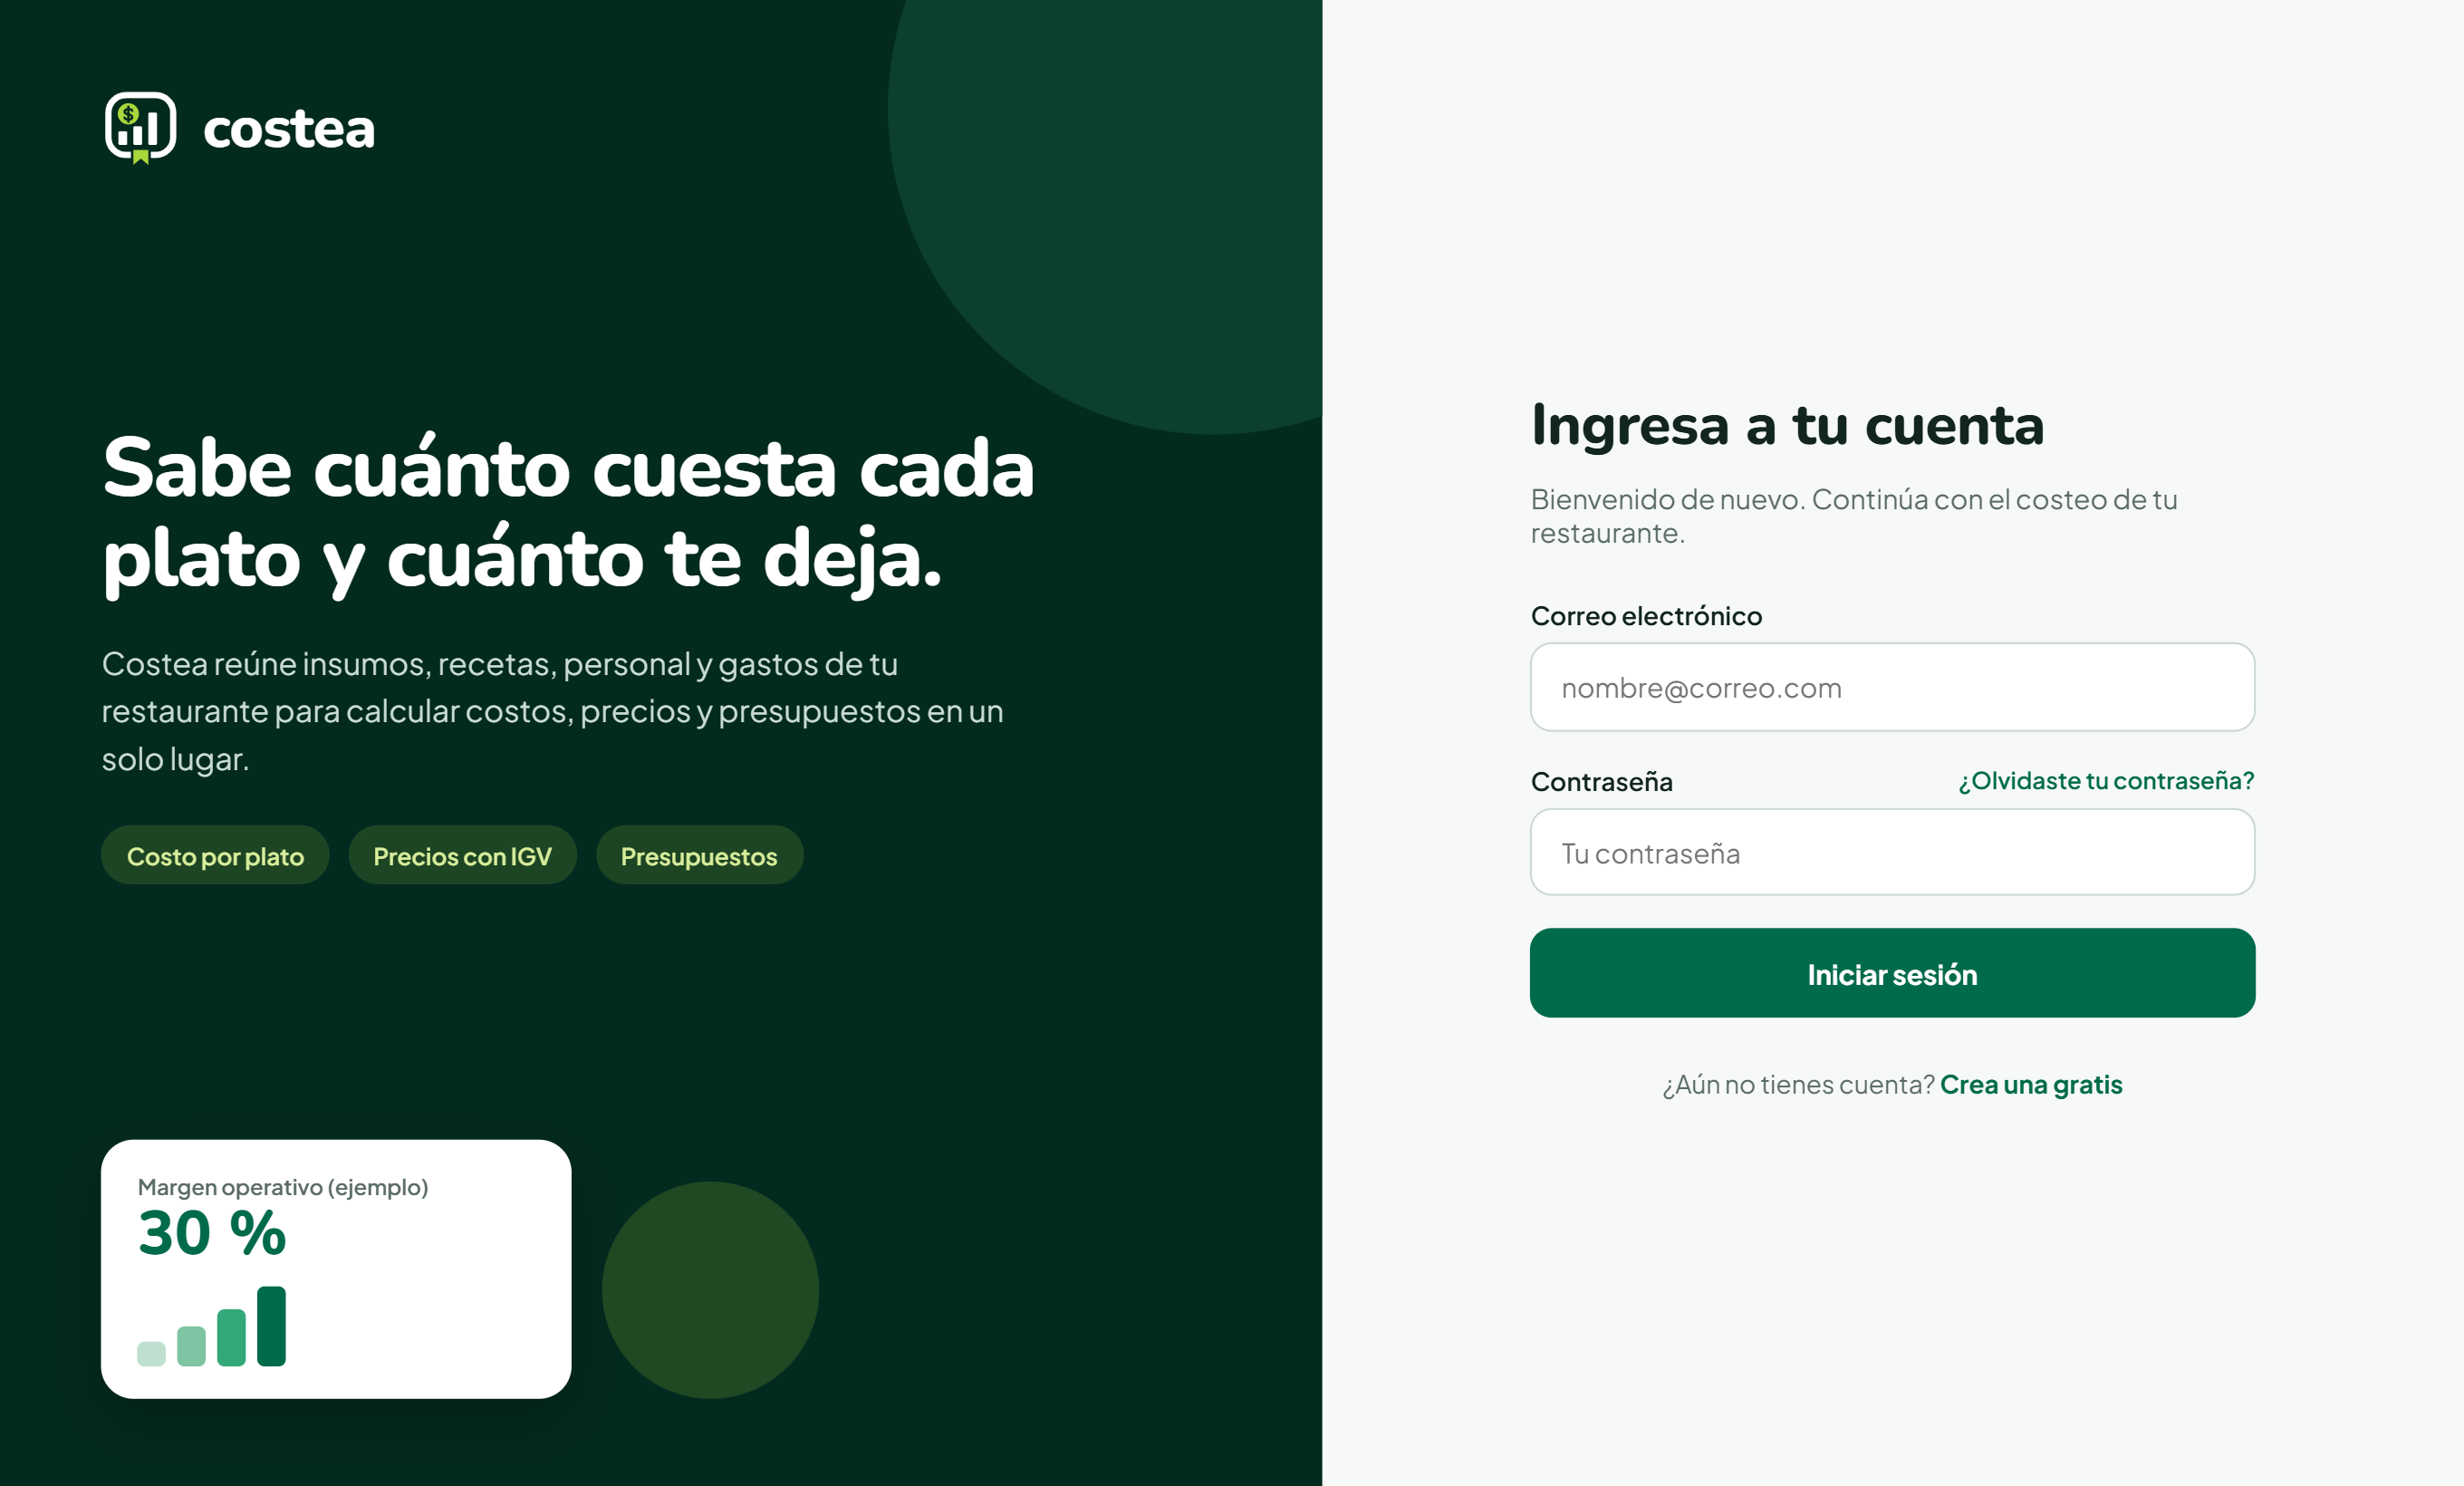 costea
Sabe cuánto cuesta cada
plato y cuánto te deja.
Costea reúne insumos, recetas, personal y gastos de tu
restaurante para calcular costos, precios y presupuestos en un
solo lugar.
Costo por plato
Precios con IGV
Presupuestos
Margen operativo (ejemplo)
30 %
Ingresa a tu cuenta
Bienvenido de nuevo. Continúa con el costeo de tu
restaurante.
Correo electrónico
nombre@correo.com
Contraseña
¿Olvidaste tu contraseña?
Tu contraseña
Iniciar sesión
¿Aún no tienes cuenta? Crea una gratis